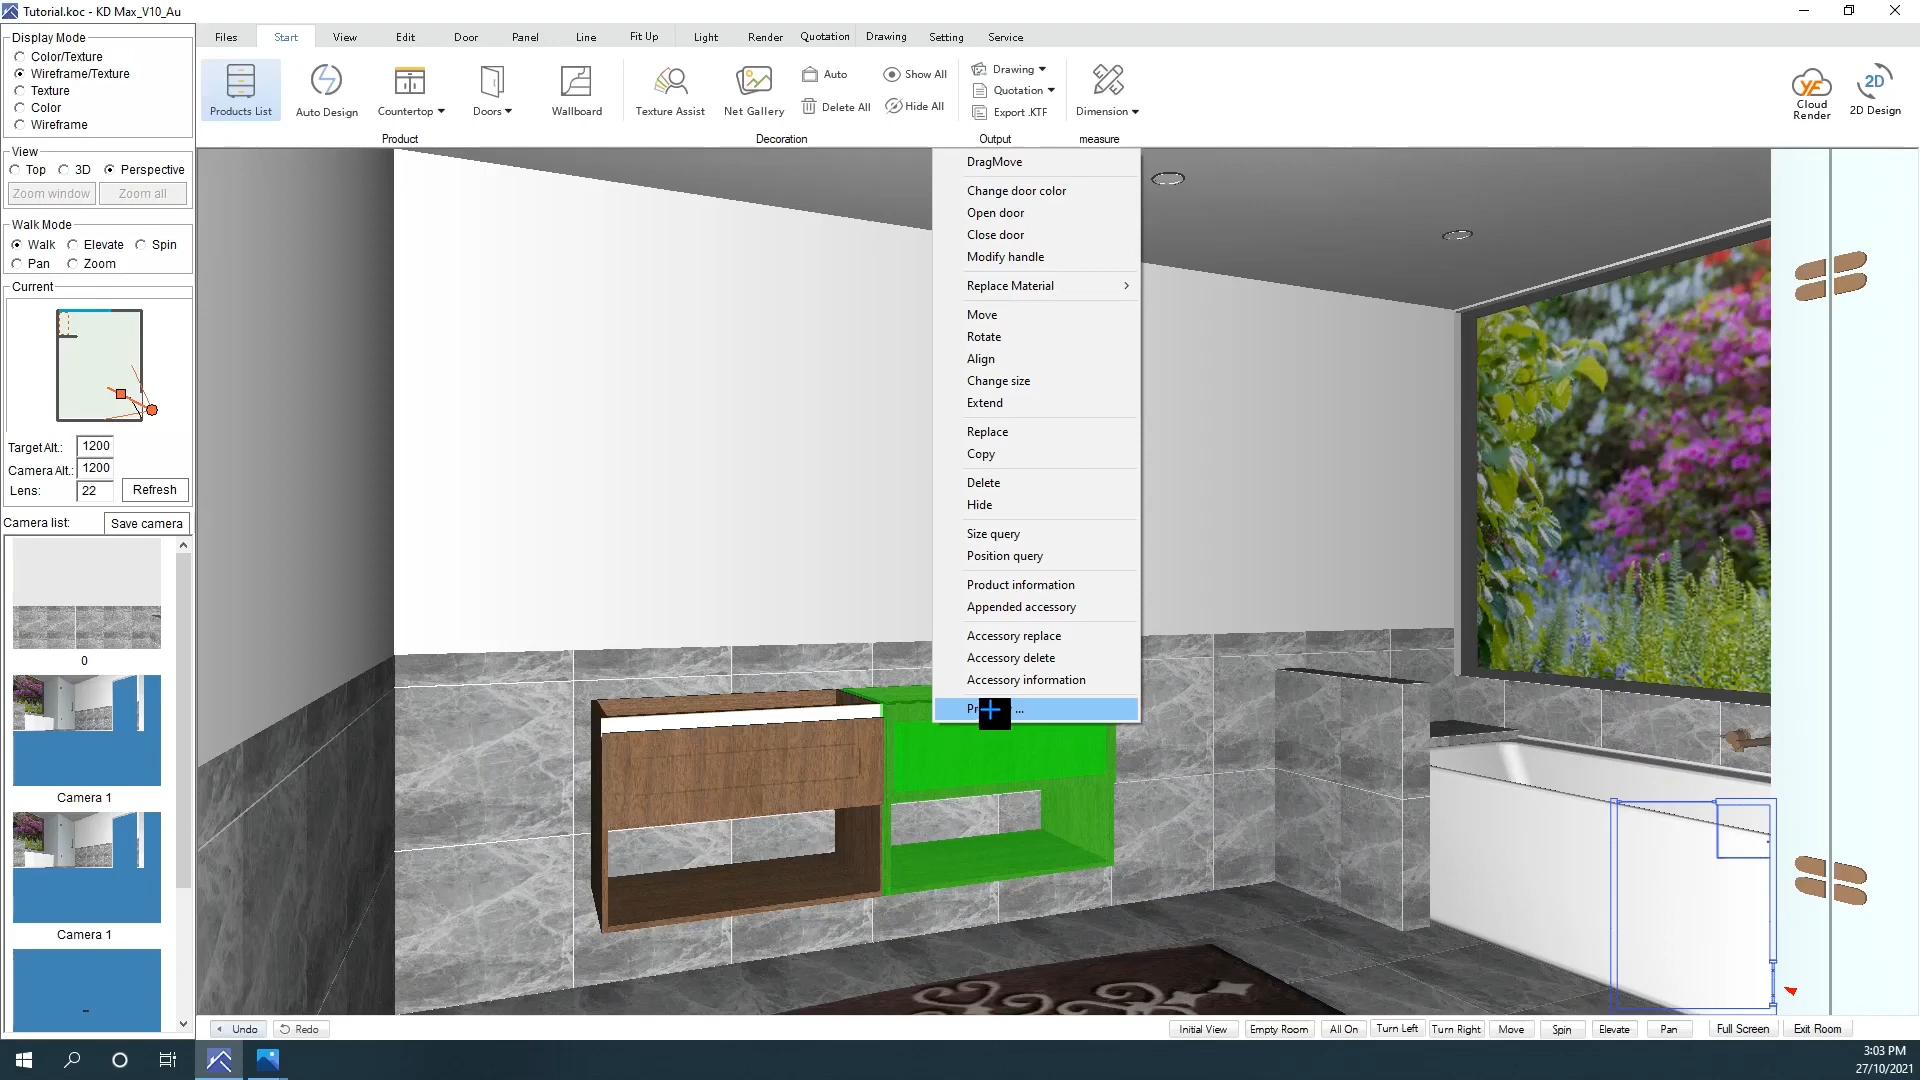 Tutorial.koc - KD Max_V10_Au
Display Mode
Color/Texture
Wireframe/Texture
Texture
Color
Wireframe
View
Top
3D
Perspective
Zoom window
Zoom all
Walk Mode
Walk
Elevate
Spin
Pan
Zoom
Current
Target Alt.:
1200
Camera Alt.:
1200
Lens:
22
Refresh
Camera list:
Save camera
0
Camera 1
Camera 1
Files
Start
View
Edit
Door
Panel
Line
Fit Up
Light
Render
Quotation
Drawing
Setting
Service
Products List
Auto Design
Countertop
Doors
Wallboard
Product
Texture Assist
Net Gallery
Auto
Delete All
Show All
Hide All
Decoration
Drawing
Quotation
Export .KTF
Output
Dimension
measure
YF
Cloud
Render
2D
2D Design
DragMove
Change door color
Open door
Close door
Modify handle
Replace Material
Move
Rotate
Align
Change size
Extend
Replace
Copy
Delete
Hide
Size query
Position query
Product information
Appended accessory
Accessory replace
Accessory delete
Accessory information
Undo
Redo
Initial View
Empty Room
All On
Turn Left
Turn Right
Move
Spin
Elevate
Pan
Full Screen
Exit Room
3:03 PM
27/10/2021